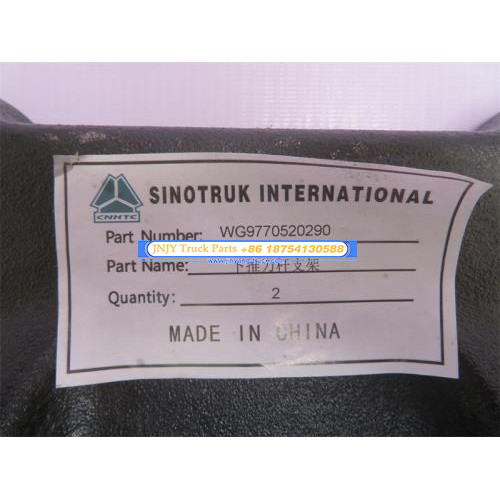 SINOTRUK INTERNATIONAL
CNHTC
Part Number: WG9770520290
JNJY Truck Parts +86 18754130588
Part Name: 下推力杆支架
Quantity: 2
MADE IN CHINA